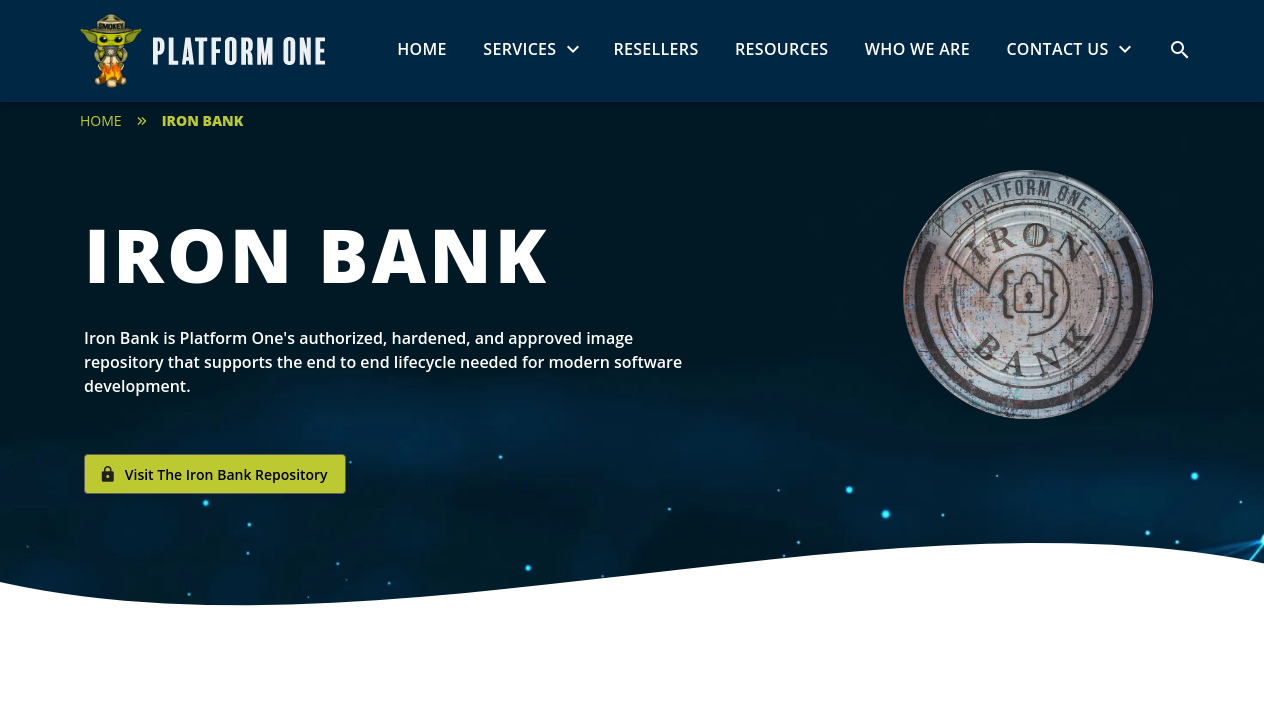 SMOKEY
PLATFORM ONE
HOME
SERVICES
RESELLERS
RESOURCES
WHO WE ARE
CONTACT US
HOME » IRON BANK
PLATFORM ONE
IRON
BANK
IRON BANK
Iron Bank is Platform One's authorized, hardened, and approved image
repository that supports the end to end lifecycle needed for modern software
development.
Visit The Iron Bank Repository